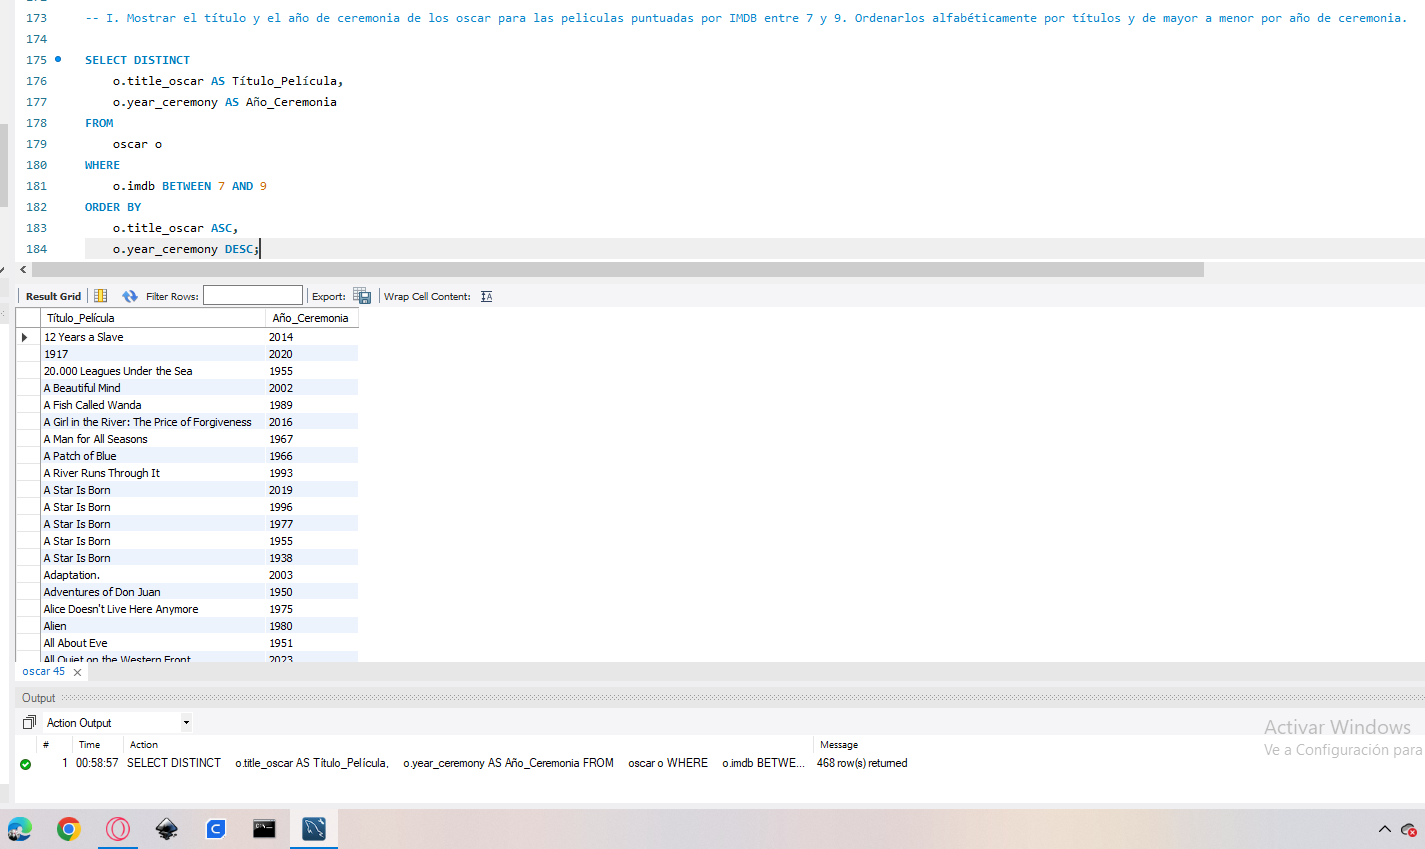 173 -- I. Mostrar el título y el año de ceremonia de los oscar para las peliculas puntuadas por IMDB entre 7 y 9. Ordenarlos alfabéticamente por títulos y de mayor a menor por año de ceremonia.
174
175 SELECT DISTINCT
176 o.title_oscar AS Título_Película,
177 o.year_ceremony AS Año_Ceremonia
178 FROM
179 oscar o
180 WHERE
181 o.imdb BETWEEN 7 AND 9
182 ORDER BY
183 o.title_oscar ASC,
184 o.year_ceremony DESC;
Result Grid Filter Rows: Export: Wrap Cell Content:
Título_Película Año_Ceremonia
12 Years a Slave 2014
1917 2020
20.000 Leagues Under the Sea 1955
A Beautiful Mind 2002
A Fish Called Wanda 1989
A Girl in the River: The Price of Forgiveness 2016
A Man for All Seasons 1967
A Patch of Blue 1966
A River Runs Through It 1993
A Star Is Born 2019
A Star Is Born 1996
A Star Is Born 1977
A Star Is Born 1955
A Star Is Born 1938
Adaptation. 2003
Adventures of Don Juan 1950
Alice Doesn't Live Here Anymore 1975
Alien 1980
All About Eve 1951
All Quiet on the Western Front 2023
oscar 45
Output
Action Output
# Time Action Message
1 00:58:57 SELECT DISTINCT o.title_oscar AS Título_Película, o.year_ceremony AS Año_Ceremonia FROM oscar o WHERE o.imdb BETWE... 468 row(s) returned
Activar Windows
Ve a Configuración para